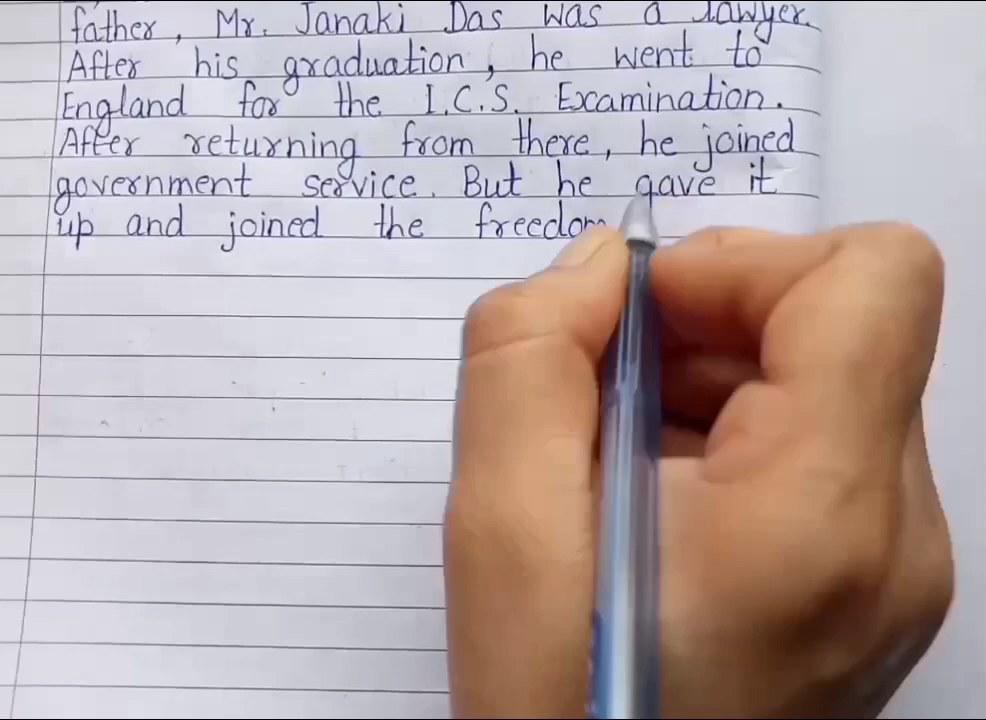 father, Mr. Janaki Das was a lawyer.
After his graduation, he went to
England for the I.C.S. Examination.
After returning from there, he joined
government service. But he gave it
up and joined the freedom